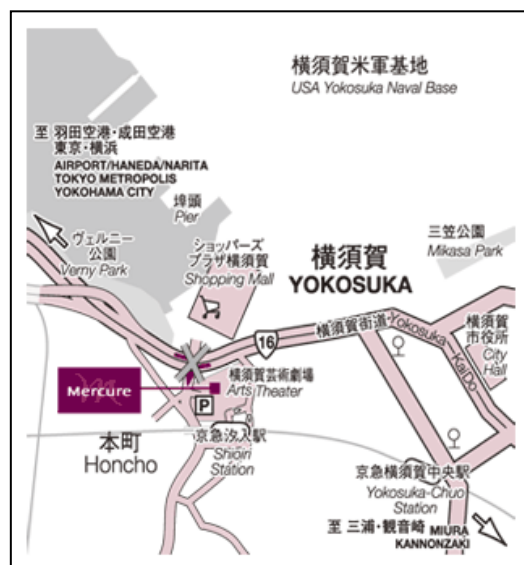 横須賀米軍基地
USA Yokosuka Naval Base
至 羽田空港・成田空港
東京・横浜
AIRPORT/HANEDA/NARITA
TOKYO METROPOLIS
YOKOHAMA CITY
埠頭
Pier
三笠公園
Mikasa Park
ヴェルニー
公園
Verny Park
ショッパーズ
プラザ横須賀
Shopping Mall
横須賀
YOKOSUKA
16
横須賀街道
Yokosuka
KaiDo
横須賀
市役所
City
Hall
Mercure
横須賀芸術劇場
Arts Theater
P
本町
Honcho
京急汐入駅
Shioiri
Station
京急横須賀中央駅
Yokosuka-Chuo
Station
至 三浦・観音崎 MIURA
KANNONZAKI